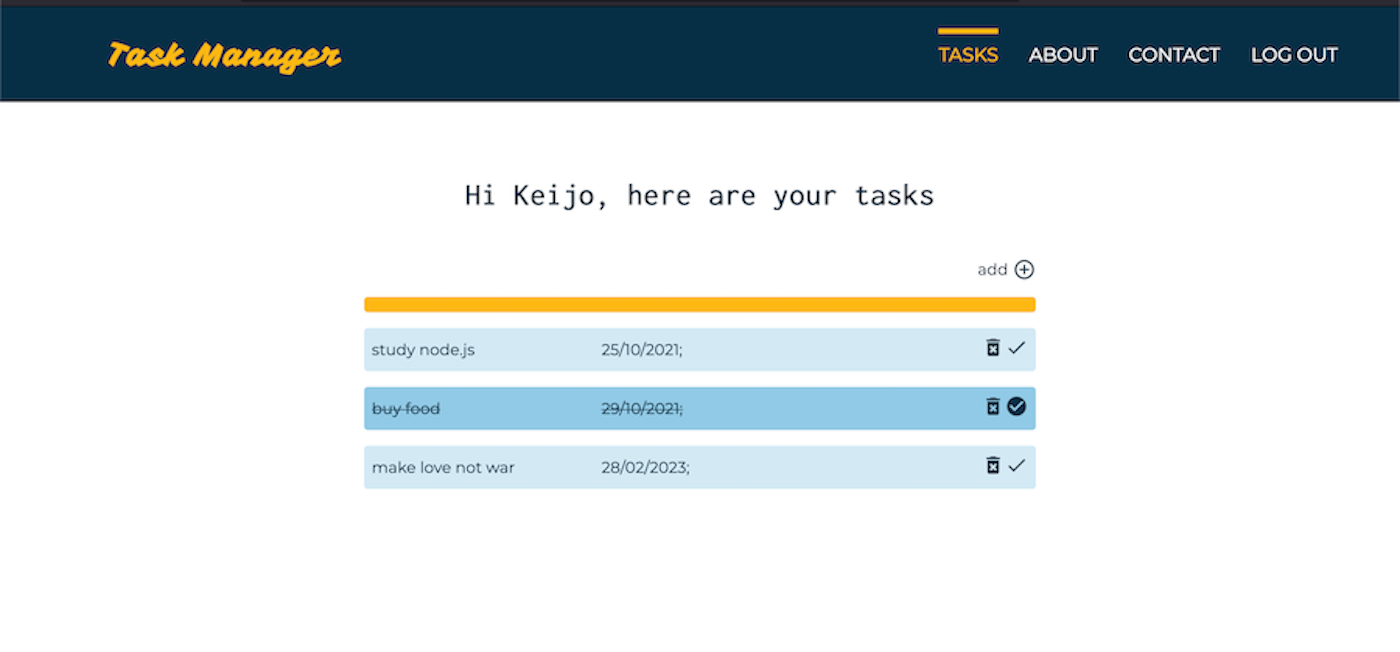 Task Manager TASKS ABOUT CONTACT LOG OUT
Hi Keijo, here are your tasks
add
study node.js 25/10/2021;
buy food 29/10/2021;
make love not war 28/02/2023;